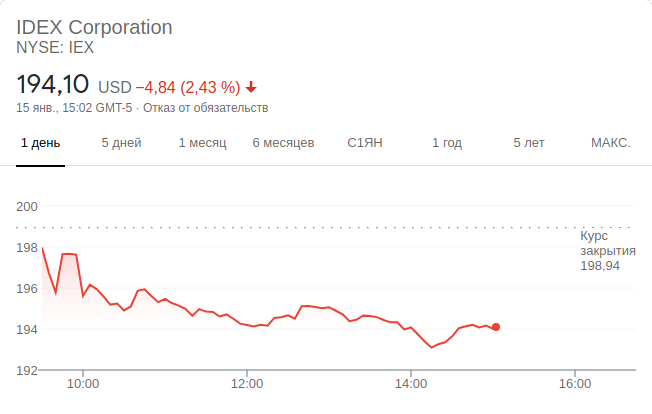 IDEX Corporation
NYSE: IEX
194,10 USD −4,84 (2,43 %)
15 янв., 15:02 GMT-5 · Отказ от обязательств
1 день 5 дней 1 месяц 6 месяцев С1ЯН 1 год 5 лет МАКС.
200
198
196
194
192
Курс
закрытия
198,94
10:00 12:00 14:00 16:00